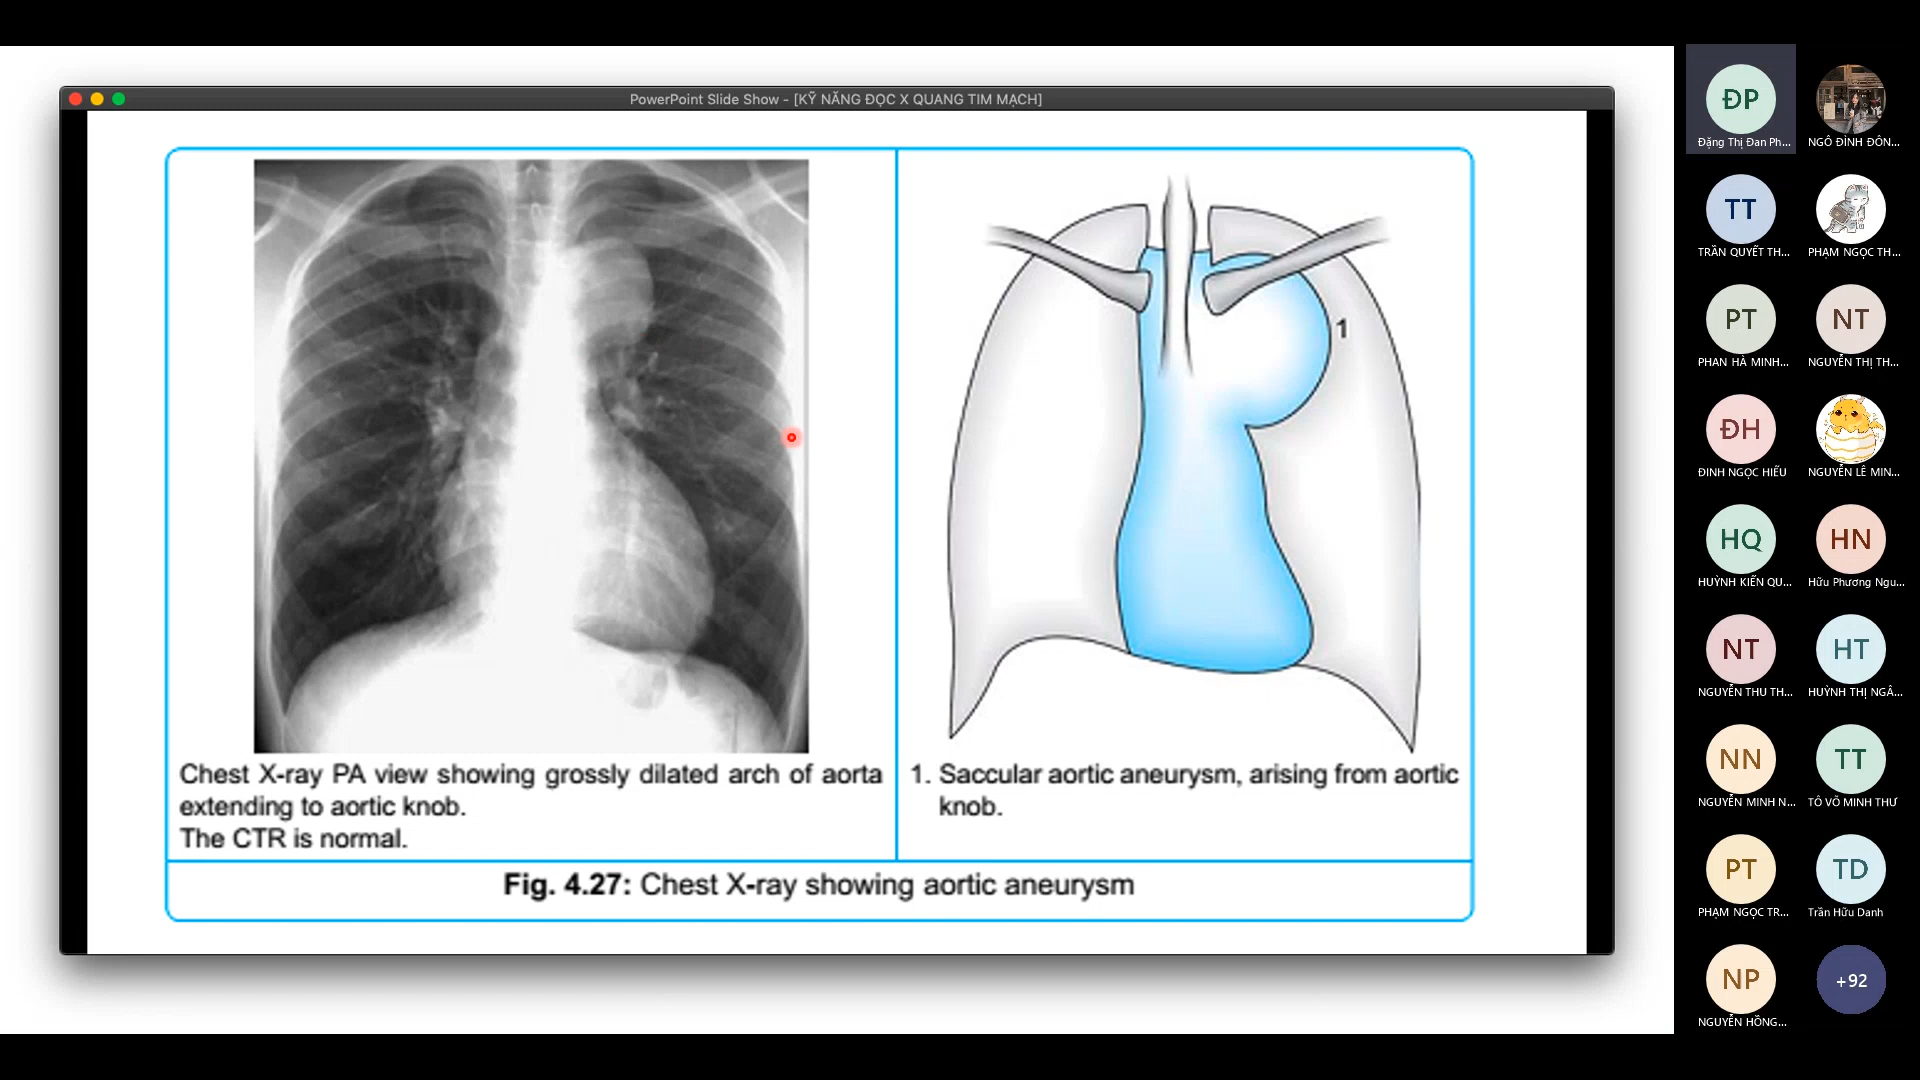 PowerPoint Slide Show - [KỸ NĂNG ĐỌC X QUANG TIM MẠCH]
1
Chest X-ray PA view showing grossly dilated arch of aorta
extending to aortic knob.
The CTR is normal.
1. Saccular aortic aneurysm, arising from aortic
knob.
Fig. 4.27: Chest X-ray showing aortic aneurysm
ĐP
Đặng Thị Đan Ph...
NGÔ ĐÌNH ĐÔN...
TT
TRẦN QUYẾT TH...
PHẠM NGỌC TH...
PT
PHAN HÀ MINH...
NT
NGUYỄN THỊ TH...
ĐH
ĐINH NGỌC HIẾU
NGUYỄN LÊ MIN...
HQ
HUỲNH KIẾN QU...
HN
Hữu Phương Ngu...
NT
NGUYỄN THU TH...
HT
HUỲNH THỊ NGÂ...
NN
NGUYỄN MINH N...
TT
TÔ VÕ MINH THƯ
PT
PHẠM NGỌC TR...
TD
Trần Hữu Danh
NP
NGUYỄN HỒNG...
+92